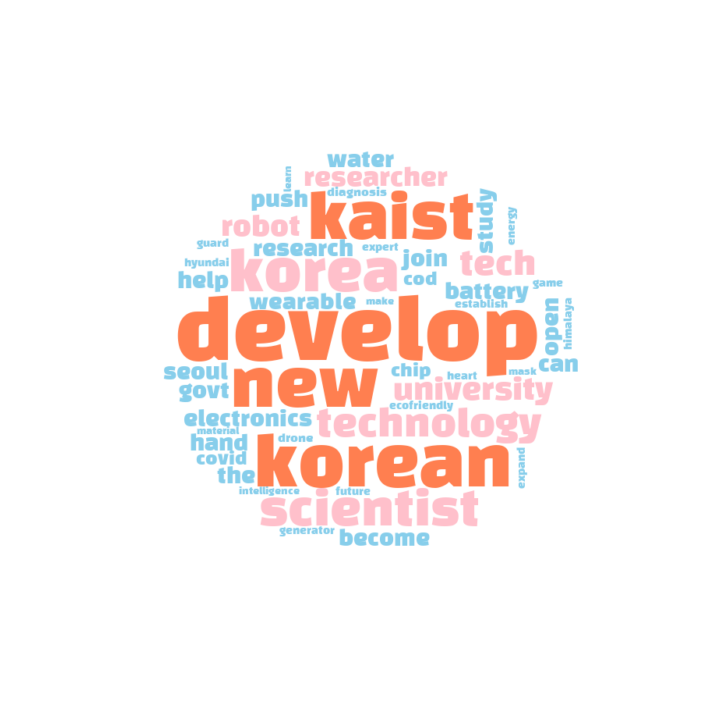 water
learn
researcher
push
diagnosis
kaist
study
robot
energy
guard
research
expert
join
tech
hyundai
korea
help
cod
battery
game
wearable
make
establish
open
himalaya
develop
can
seoul
chip
heart
mask
govt
new
university
ecofriendly
electronics
technology
material
hand
drone
covid
korean
the
expand
intelligence
future
scientist
generator
become